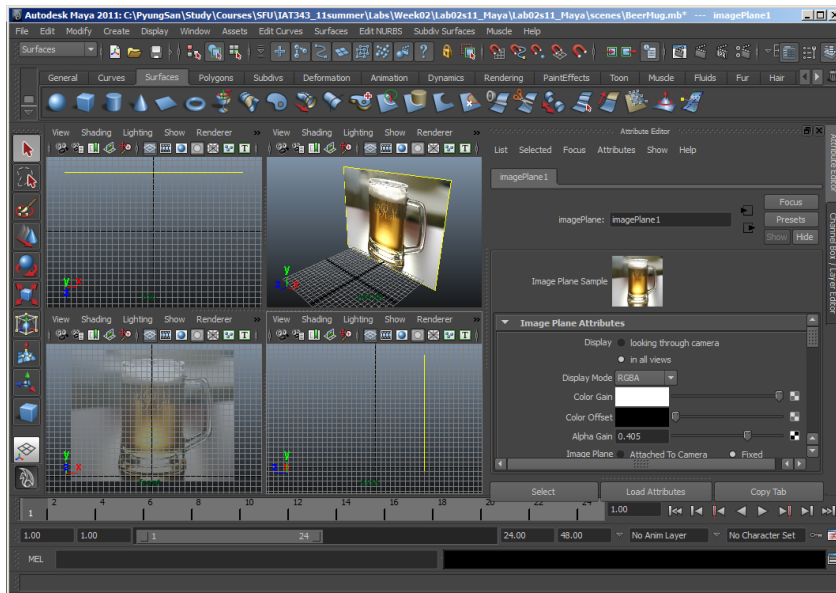 Autodesk Maya 2011: C:\PyungSan\Study\Courses\SFU\IAT343_11summer\Labs\Week02\Lab02s11_Maya\Lab02s11_Maya\scenes\BeerMug.mb* --- imagePlane1
File Edit Modify Create Display Window Assets Edit Curves Surfaces Edit NURBS Subdiv Surfaces Muscle Help
Surfaces
General Curves Surfaces Polygons Subdivs Deformation Animation Dynamics Rendering PaintEffects Toon Muscle Fluids Fur Hair
View Shading Lighting Show Renderer »
View Shading Lighting Show Renderer »
Attribute Editor
List Selected Focus Attributes Show Help
imagePlane1
imagePlane: imagePlane1
Focus
Presets
Show Hide
Attribute Editor
Channel Box / Layer Editor
Image Plane Sample
y x z
y
View Shading Lighting Show Renderer »
View Shading Lighting Show Renderer »
Image Plane Attributes
Display looking through camera
in all views
Display Mode RGBA
Color Gain
Color Offset
Alpha Gain 0.405
Image Plane Attached To Camera Fixed
y x
y
Select Load Attributes Copy Tab
1 2 4 6 8 10 12 14 16 18 20 22 24 1.00
1.00 1.00 1 24 24.00 48.00 No Anim Layer No Character Set
MEL